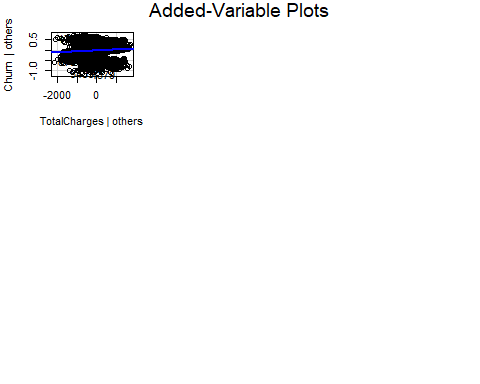 Added-Variable Plots
Churn | others
0.5
-1.0
-2000 0
TotalCharges | others